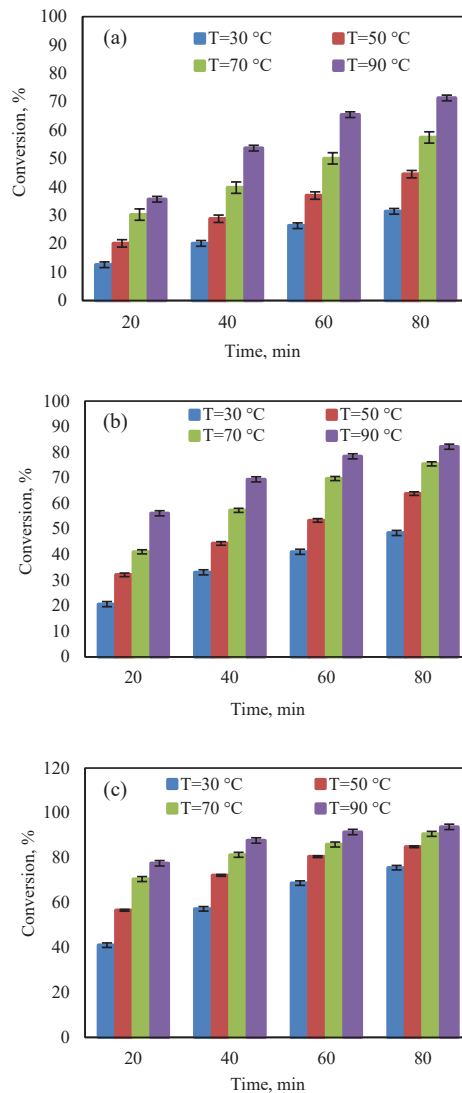 100
(a)
T=30 °C
T=50 °C
90
80
T=70 °C
T=90 °C
70
60
50
40
30
20
10
0
Conversion, %
20
40
60
80
Time, min
100
(b)
T=30 °C
T=50 °C
90
T=70 °C
T=90 °C
80
70
60
50
40
30
20
10
0
Conversion, %
20
40
60
80
Time, min
120
(c)
T=30 °C
T=50 °C
100
T=70 °C
T=90 °C
80
60
40
20
0
Conversion, %
20
40
60
80
Time, min